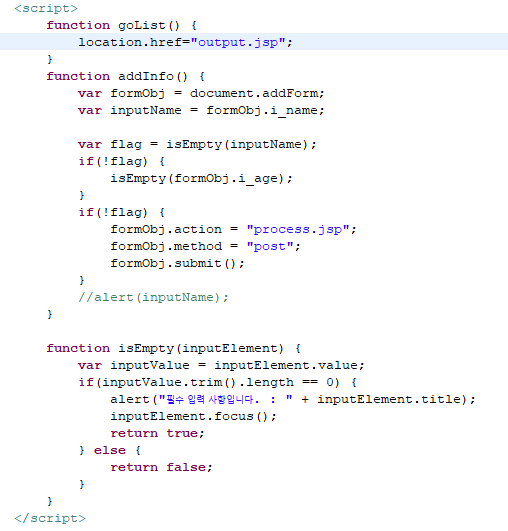 <script>
    function goList() {
        location.href="output.jsp";
    }
    function addInfo() {
        var formObj = document.addForm;
        var inputName = formObj.i_name;

        var flag = isEmpty(inputName);
        if(!flag) {
            isEmpty(formObj.i_age);
        }
        if(!flag) {
            formObj.action = "process.jsp";
            formObj.method = "post";
            formObj.submit();
        }
        //alert(inputName);
    }

    function isEmpty(inputElement) {
        var inputValue = inputElement.value;
        if(inputValue.trim().length == 0) {
            alert("필수 입력 사항입니다. : " + inputElement.title);
            inputElement.focus();
            return true;
        } else {
            return false;
        }
    }
</script>